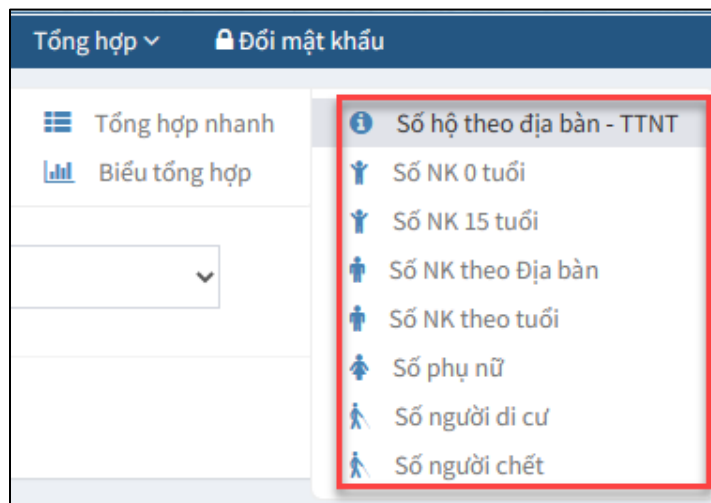 Tổng hợp
Đổi mật khẩu
Tổng hợp nhanh
Biểu tổng hợp
Số hộ theo địa bàn - TTNT
Số NK 0 tuổi
Số NK 15 tuổi
Số NK theo Địa bàn
Số NK theo tuổi
Số phụ nữ
Số người di cư
Số người chết